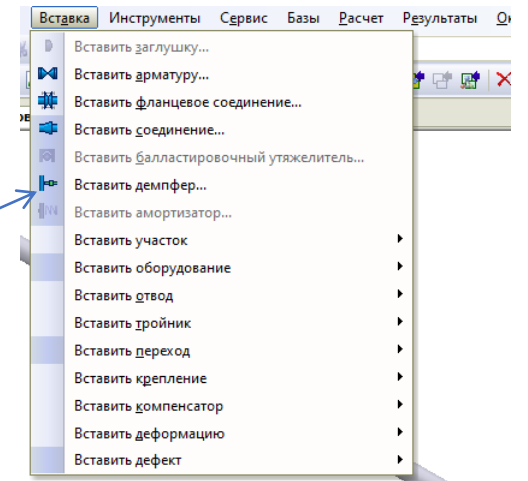 Вставка Инструменты Сервис Базы Расчет Результаты
Вставить заглушку...
Вставить арматуру...
Вставить фланцевое соединение...
Вставить соединение...
Вставить балластировочный утяжелитель...
Вставить демпфер...
Вставить амортизатор...
Вставить участок
Вставить оборудование
Вставить отвод
Вставить тройник
Вставить переход
Вставить крепление
Вставить компенсатор
Вставить деформацию
Вставить дефект